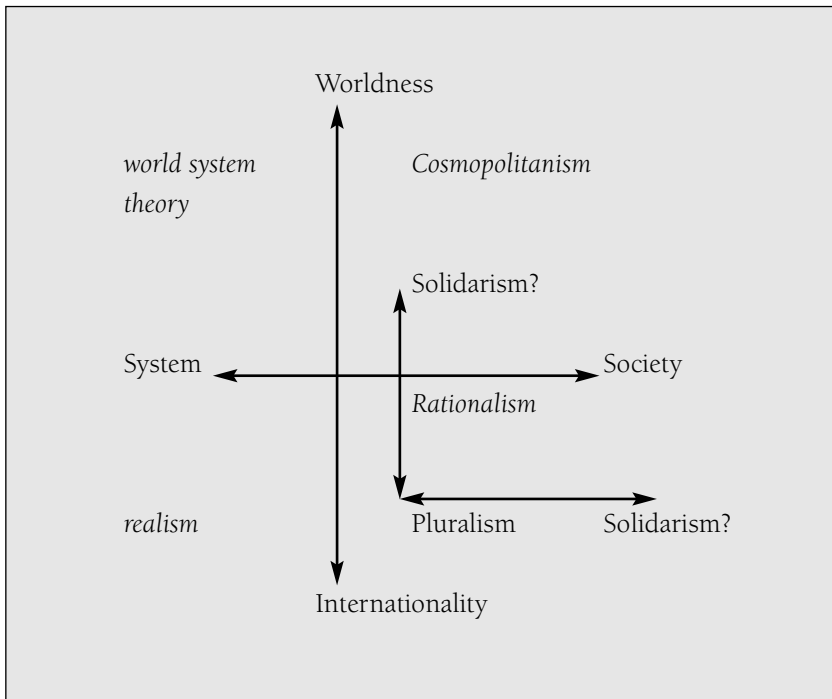 Worldness
world system
theory
Cosmopolitanism
Solidarism?
System
Society
Rationalism
realism
Pluralism
Solidarism?
Internationality